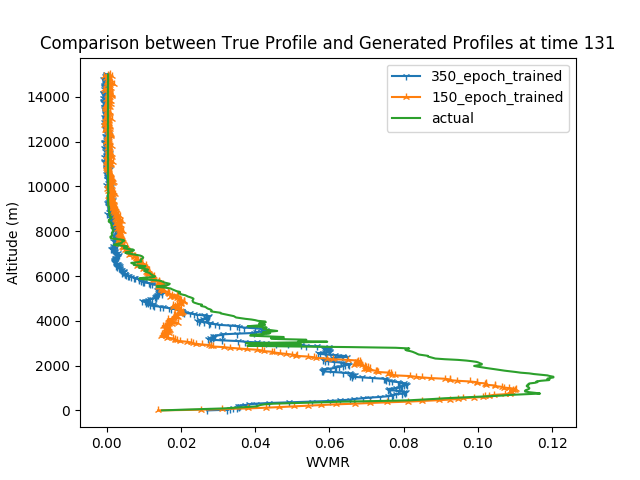 Comparison between True Profile and Generated Profiles at time 131
350_epoch_trained
150_epoch_trained
actual
Altitude (m)
14000
12000
10000
8000
6000
4000
2000
0
0.00 0.02 0.04 0.06 0.08 0.10 0.12
WVMR